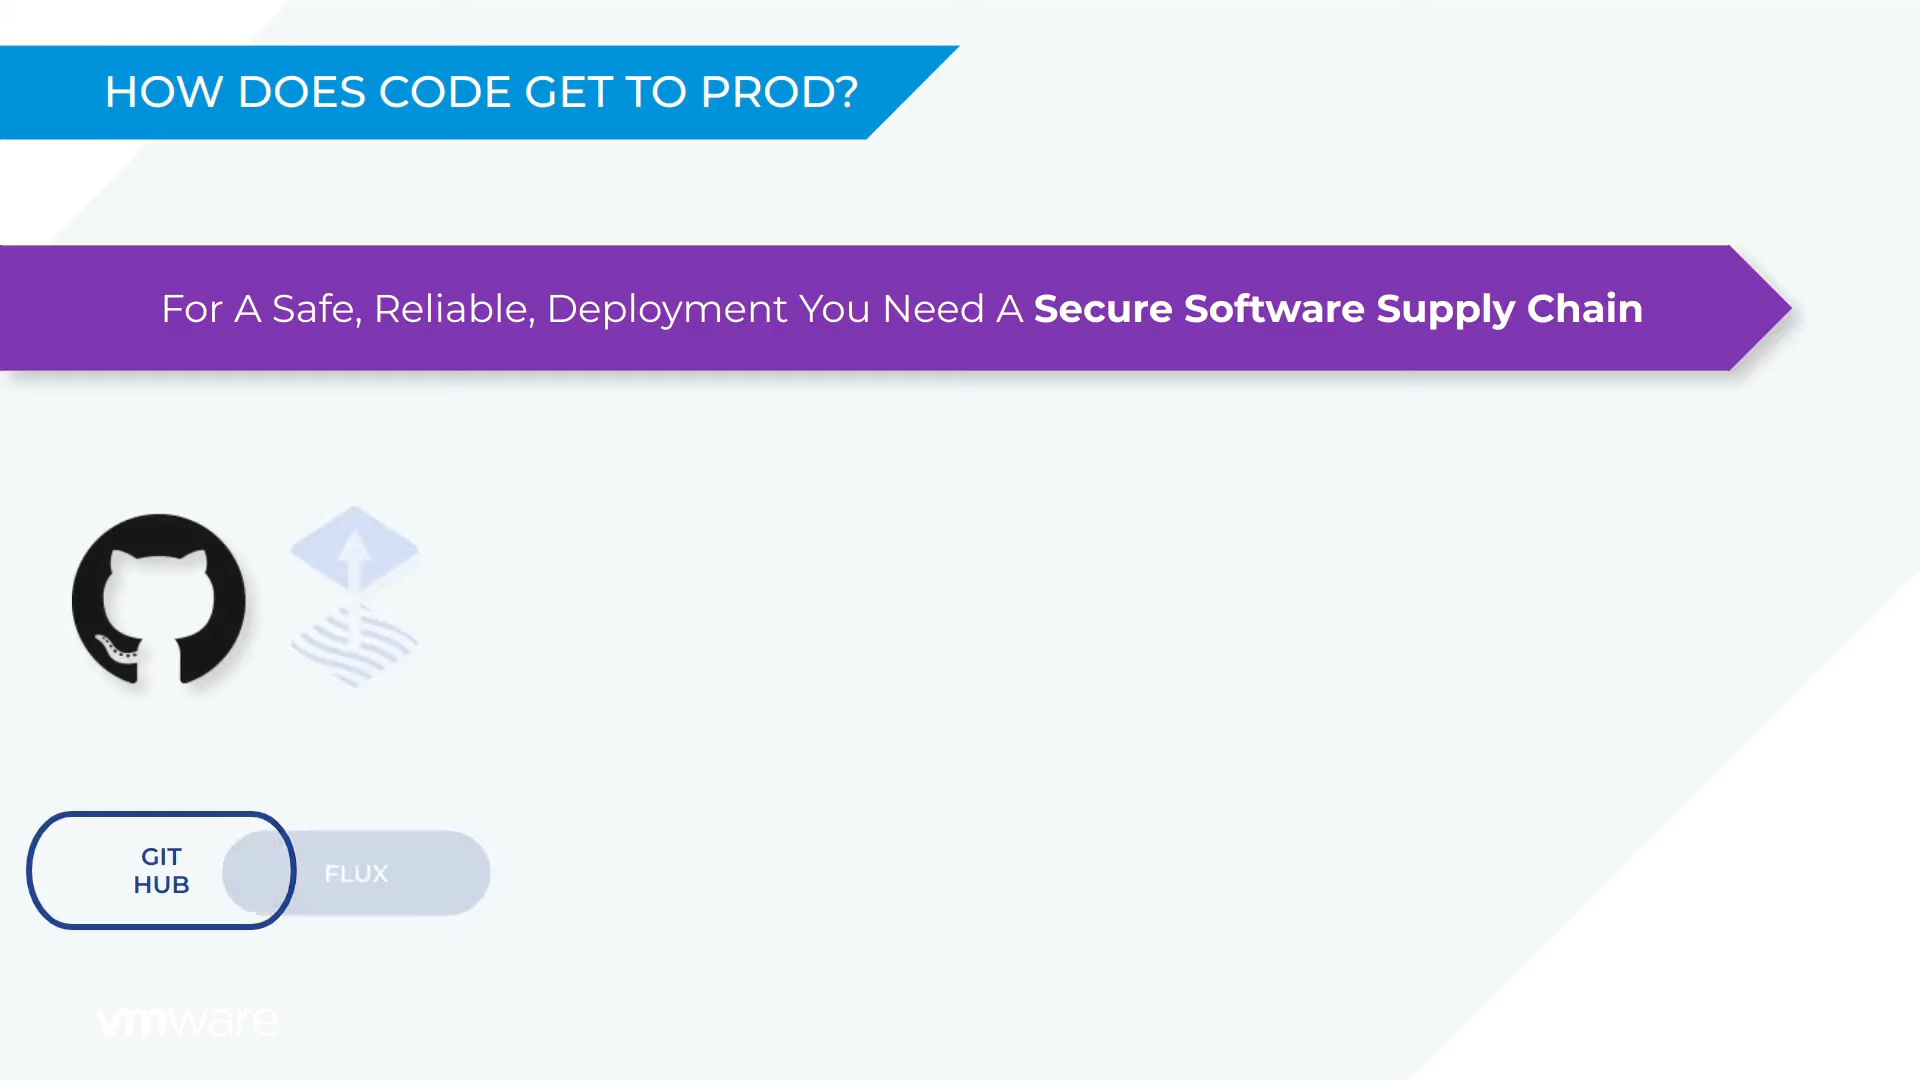 HOW DOES CODE GET TO PROD?
For A Safe, Reliable, Deployment You Need A Secure Software Supply Chain
GIT
HUB
FLUX
vmware